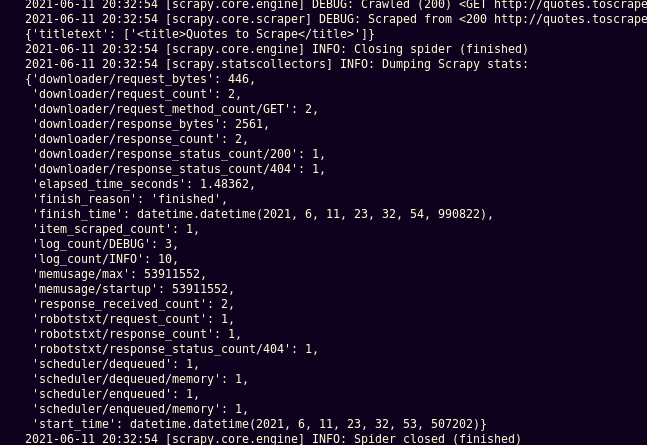 2021-06-11 20:32:54 [scrapy.core.engine] DEBUG: Crawled (200) <GET http://quotes.toscrape
2021-06-11 20:32:54 [scrapy.core.scraper] DEBUG: Scraped from <200 http://quotes.toscrape
{'titletext': ['<title>Quotes to Scrape</title>']}
2021-06-11 20:32:54 [scrapy.core.engine] INFO: Closing spider (finished)
2021-06-11 20:32:54 [scrapy.statscollectors] INFO: Dumping Scrapy stats:
{'downloader/request_bytes': 446,
 'downloader/request_count': 2,
 'downloader/request_method_count/GET': 2,
 'downloader/response_bytes': 2561,
 'downloader/response_count': 2,
 'downloader/response_status_count/200': 1,
 'downloader/response_status_count/404': 1,
 'elapsed_time_seconds': 1.48362,
 'finish_reason': 'finished',
 'finish_time': datetime.datetime(2021, 6, 11, 23, 32, 54, 990822),
 'item_scraped_count': 1,
 'log_count/DEBUG': 3,
 'log_count/INFO': 10,
 'memusage/max': 53911552,
 'memusage/startup': 53911552,
 'response_received_count': 2,
 'robotstxt/request_count': 1,
 'robotstxt/response_count': 1,
 'robotstxt/response_status_count/404': 1,
 'scheduler/dequeued': 1,
 'scheduler/dequeued/memory': 1,
 'scheduler/enqueued': 1,
 'scheduler/enqueued/memory': 1,
 'start_time': datetime.datetime(2021, 6, 11, 23, 32, 53, 507202)}
2021-06-11 20:32:54 [scrapy.core.engine] INFO: Spider closed (finished)